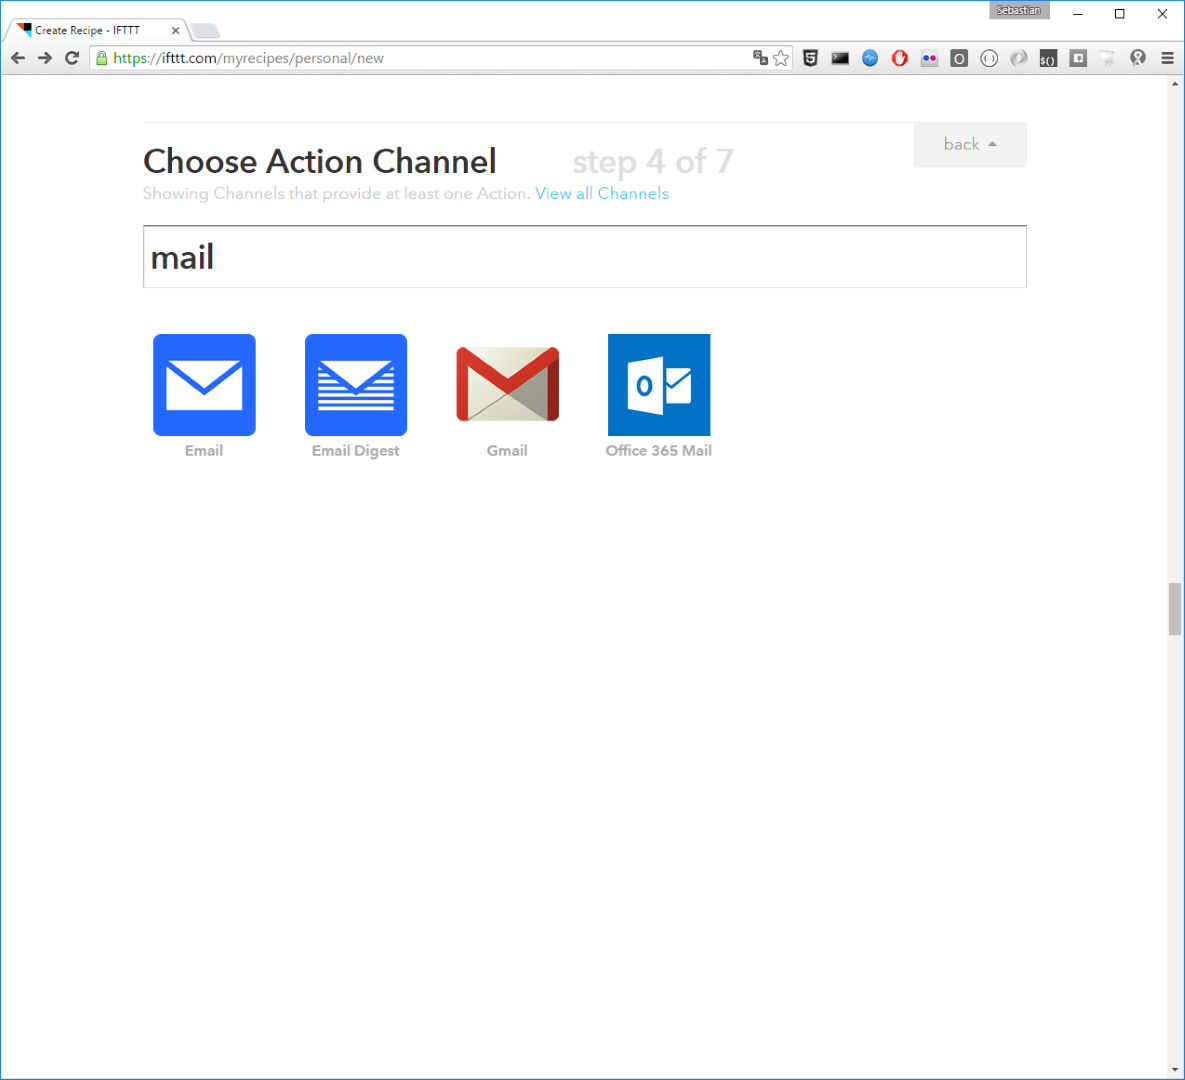 Sebastian
Create Recipe - IFTTT
https://ifttt.com/myrecipes/personal/new
back
Choose Action Channel step 4 of 7
Showing Channels that provide at least one Action. View all Channels
mail
Email Email Digest Gmail Office 365 Mail